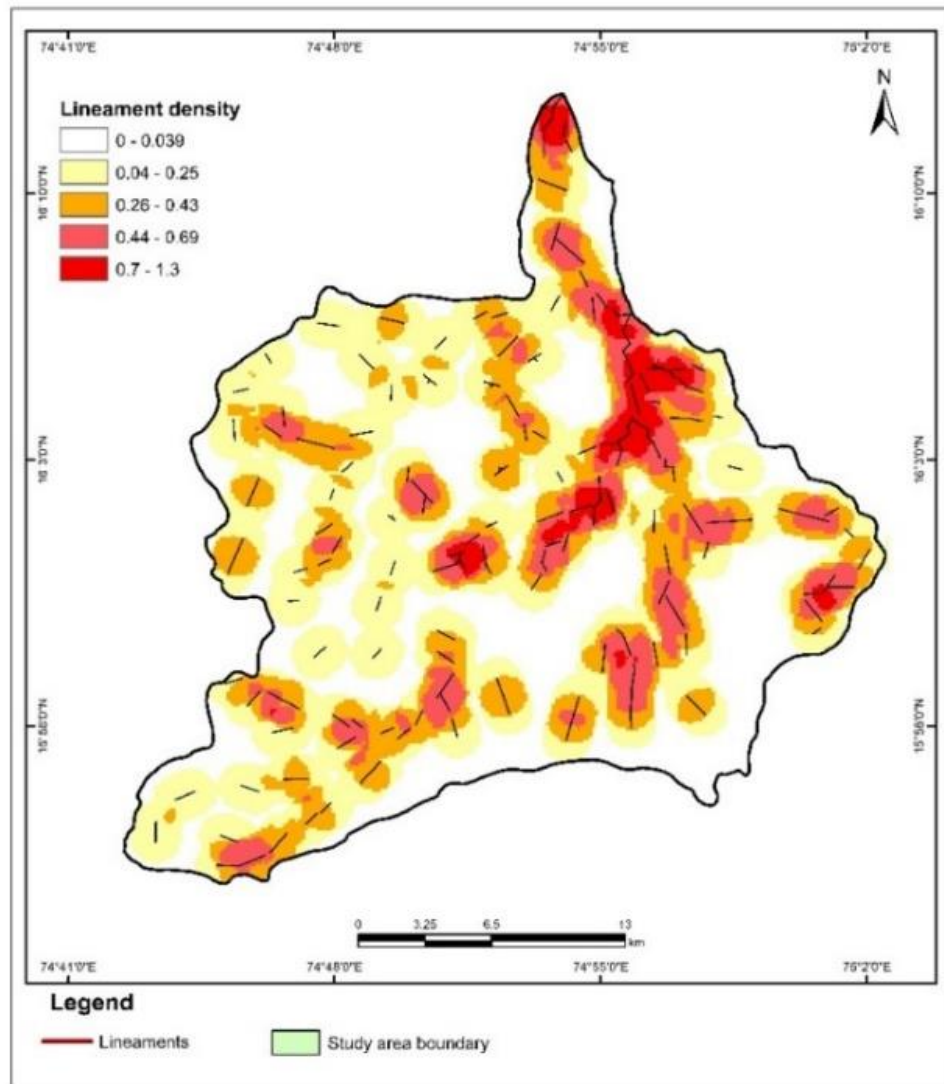 74°41'0"E 74°48'0"E 74°55'0"E 75°2'0"E
N
Lineament density
0 - 0.039
0.04 - 0.25
0.26 - 0.43
0.44 - 0.69
0.7 - 1.3
16°10'0"N 16°10'0"N
16°3'0"N 16°3'0"N
15°56'0"N 15°56'0"N
0 3.25 6.5 13
km
74°41'0"E 74°48'0"E 74°55'0"E 75°2'0"E
Legend
Lineaments Study area boundary